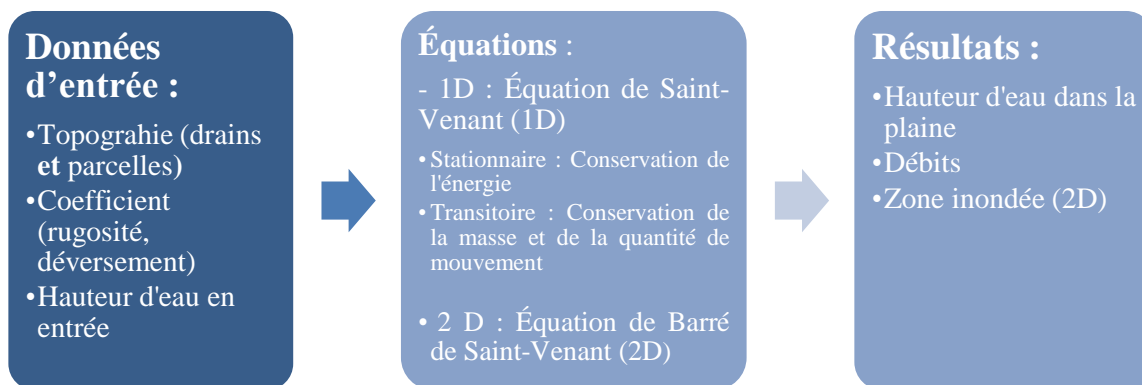 Données
d'entrée :
•Topograhie (drains
et parcelles)
•Coefficient
(rugosité,
déversement)
•Hauteur d'eau en
entrée
Équations :
- 1D : Équation de Saint-
Venant (1D)
• Stationnaire : Conservation de
l'énergie
• Transitoire : Conservation de
la masse et de la quantité de
mouvement
• 2 D : Équation de Barré
de Saint-Venant (2D)
Résultats :
•Hauteur d'eau dans la
plaine
•Débits
•Zone inondée (2D)